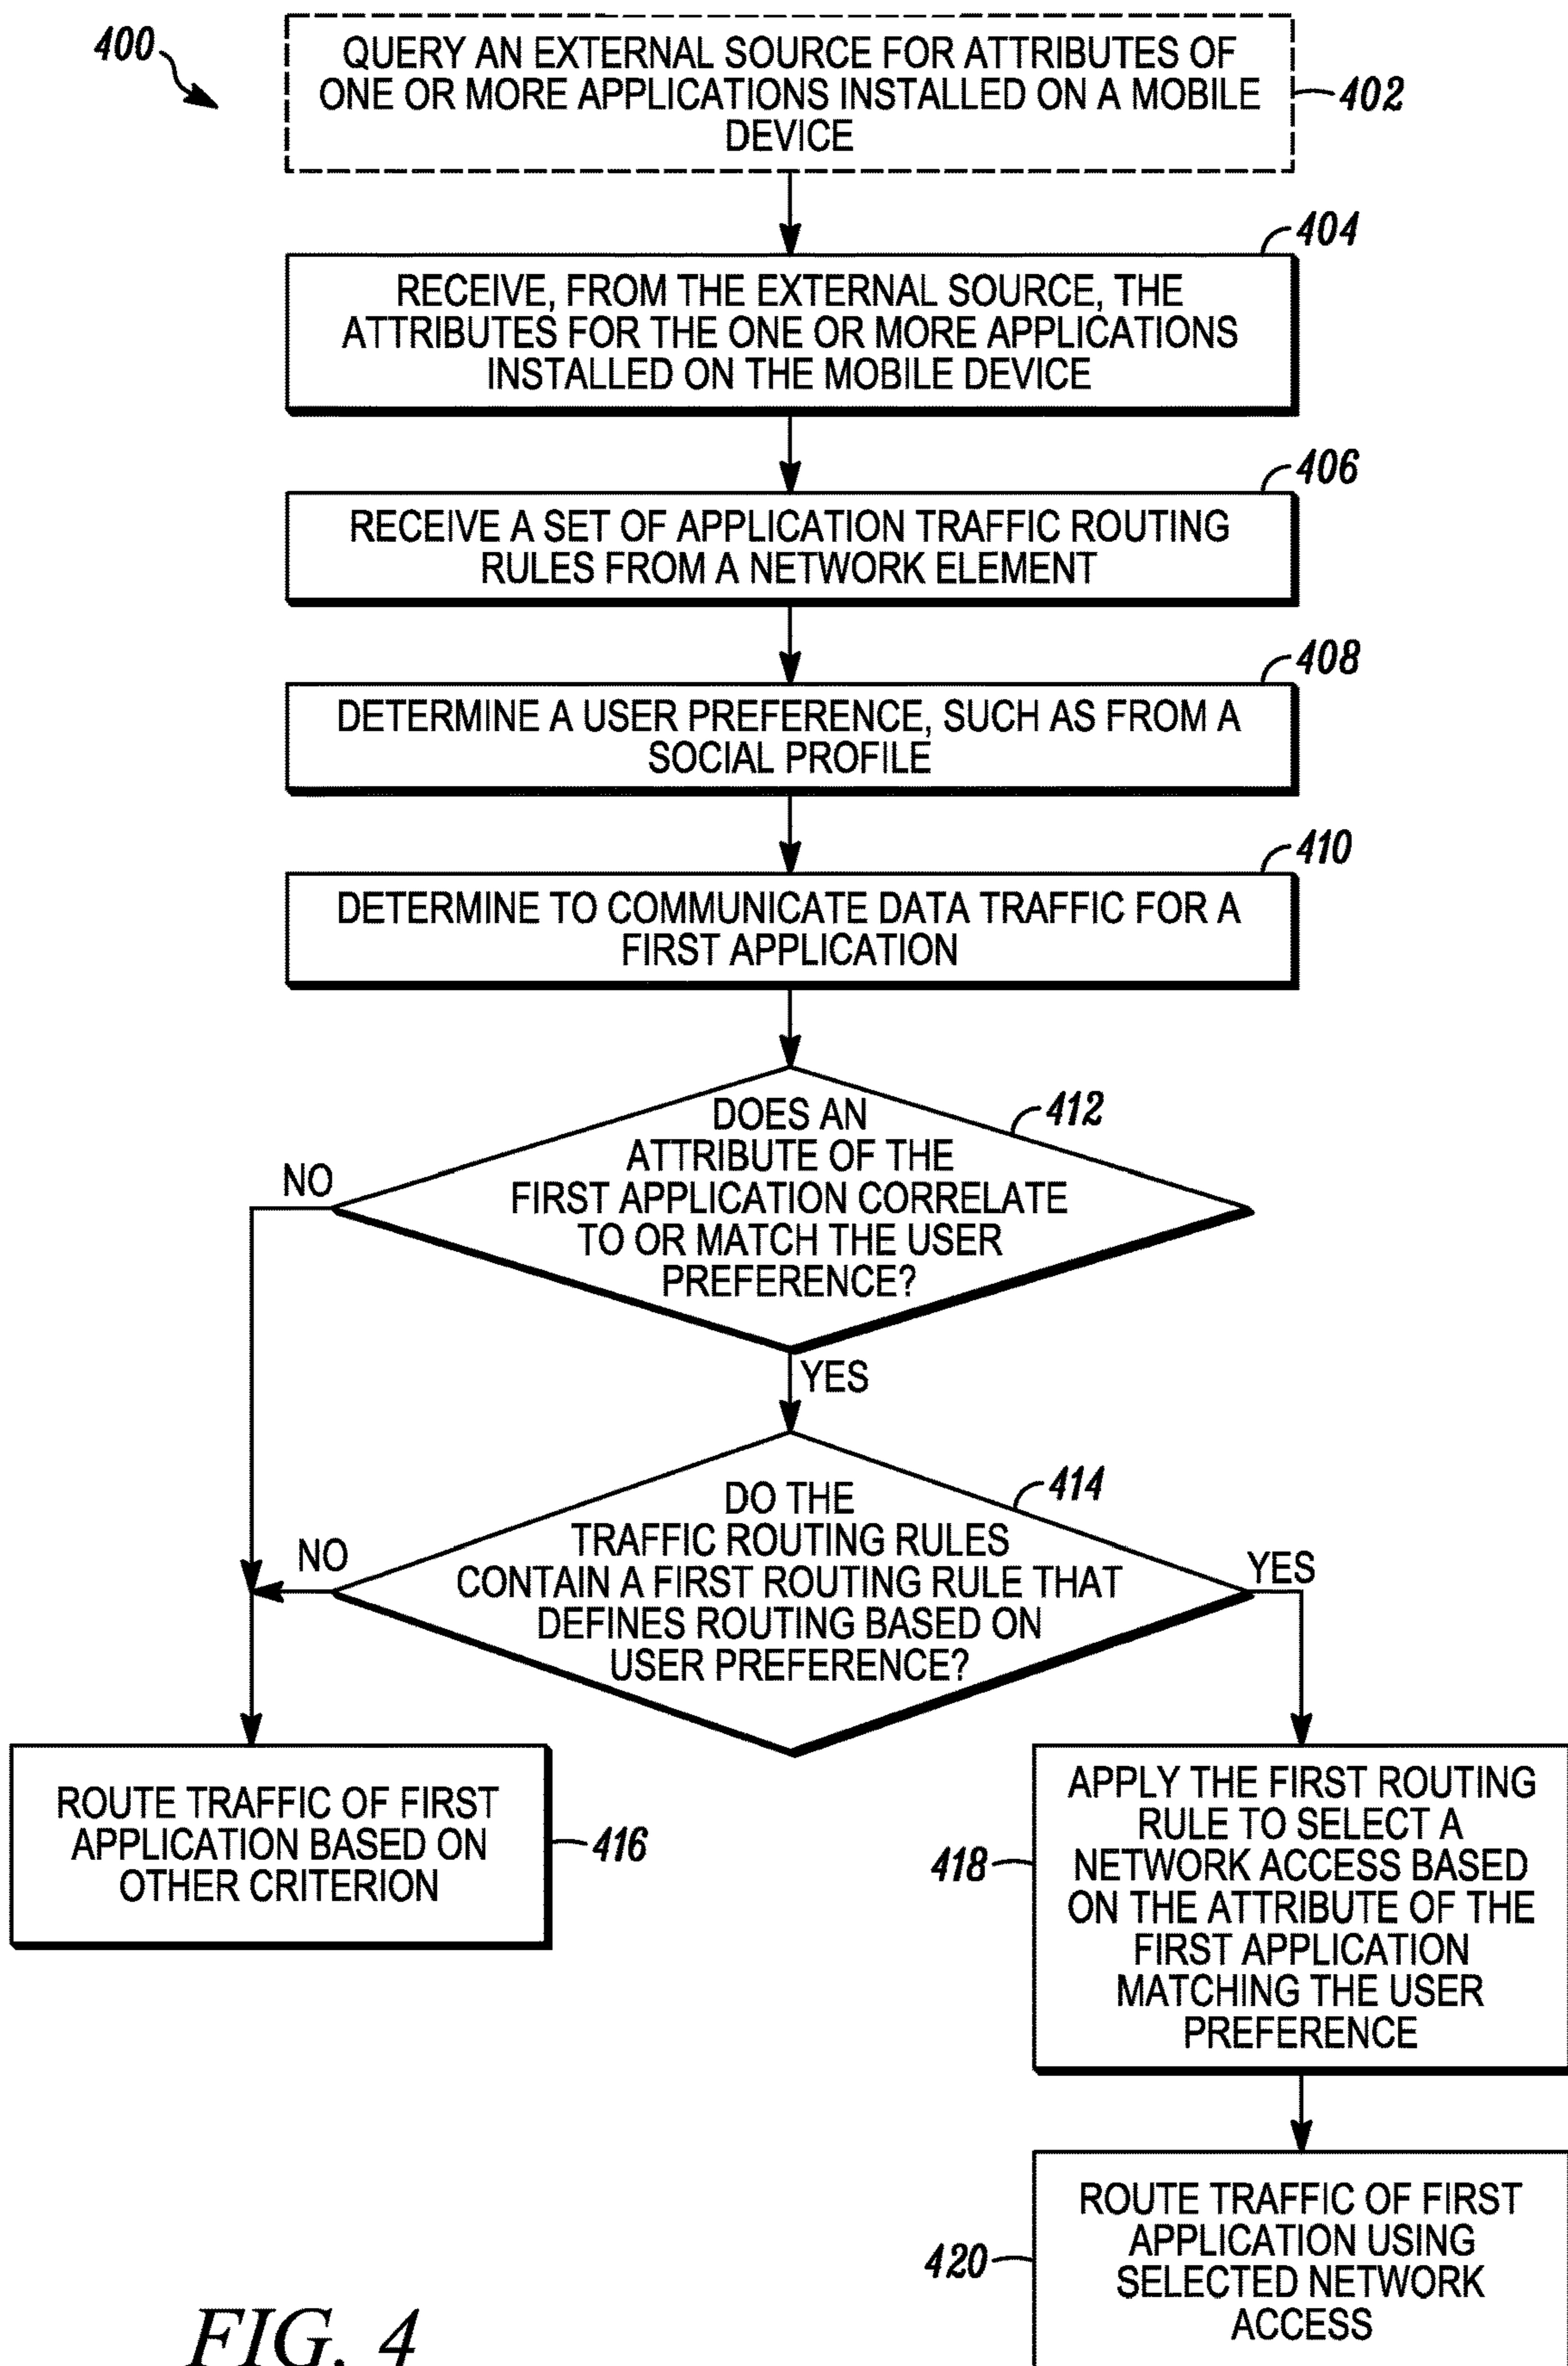 400
QUERY AN EXTERNAL SOURCE FOR ATTRIBUTES OF
ONE OR MORE APPLICATIONS INSTALLED ON A MOBILE
DEVICE
402
404
RECEIVE, FROM THE EXTERNAL SOURCE, THE
ATTRIBUTES FOR THE ONE OR MORE APPLICATIONS
INSTALLED ON THE MOBILE DEVICE
406
RECEIVE A SET OF APPLICATION TRAFFIC ROUTING
RULES FROM A NETWORK ELEMENT
408
DETERMINE A USER PREFERENCE, SUCH AS FROM A
SOCIAL PROFILE
410
DETERMINE TO COMMUNICATE DATA TRAFFIC FOR A
FIRST APPLICATION
412
DOES AN
ATTRIBUTE OF THE
FIRST APPLICATION CORRELATE
TO OR MATCH THE USER
PREFERENCE?
NO
YES
414
DO THE
TRAFFIC ROUTING RULES
CONTAIN A FIRST ROUTING RULE THAT
DEFINES ROUTING BASED ON
USER PREFERENCE?
NO
YES
ROUTE TRAFFIC OF FIRST
APPLICATION BASED ON
OTHER CRITERION
416
APPLY THE FIRST ROUTING
RULE TO SELECT A
NETWORK ACCESS BASED
ON THE ATTRIBUTE OF THE
FIRST APPLICATION
MATCHING THE USER
PREFERENCE
418
ROUTE TRAFFIC OF FIRST
APPLICATION USING
SELECTED NETWORK
ACCESS
420
FIG. 4